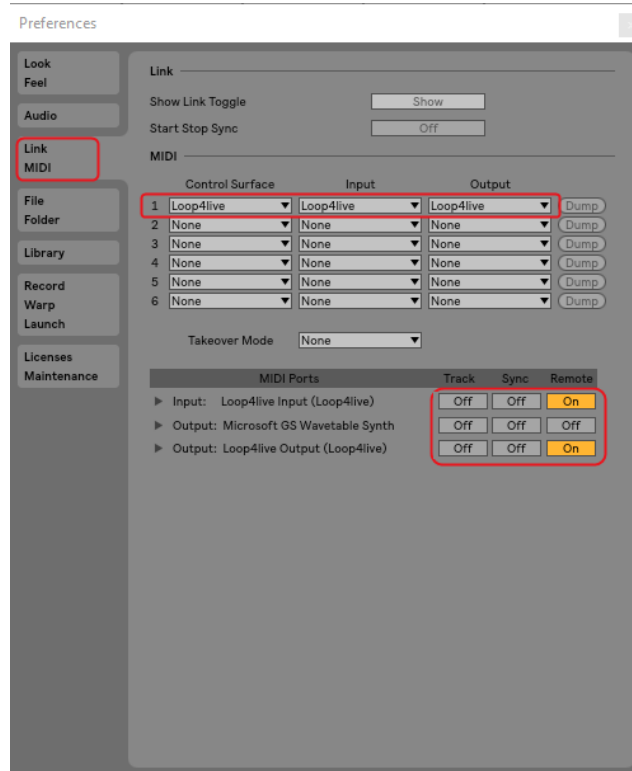 Preferences
Look
Feel
Audio
Link
MIDI
File
Folder
Library
Record
Warp
Launch
Licenses
Maintenance
Link
Show Link Toggle Show
Start Stop Sync Off
MIDI
Control Surface Input Output
1 Loop4live Loop4live Loop4live Dump
2 None None None Dump
3 None None None Dump
4 None None None Dump
5 None None None Dump
6 None None None Dump
Takeover Mode None
MIDI Ports Track Sync Remote
Input: Loop4live Input (Loop4live) Off Off On
Output: Microsoft GS Wavetable Synth Off Off Off
Output: Loop4live Output (Loop4live) Off Off On